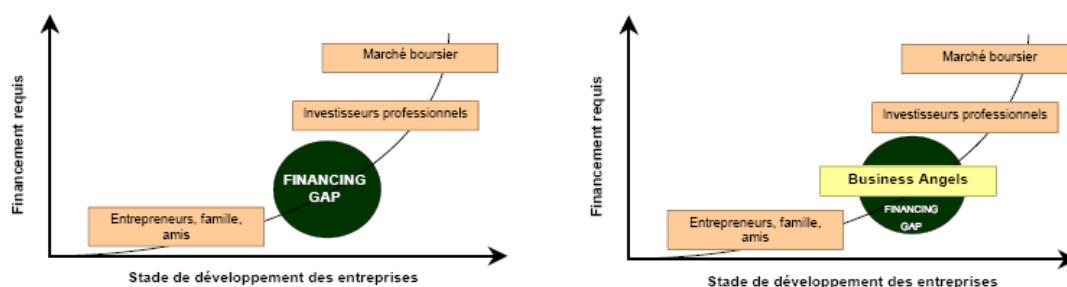 Financement requis
Marché boursier
Investisseurs professionnels
FINANCING
GAP
Entrepreneurs, famille,
amis
Stade de développement des entreprises
Financement requis
Marché boursier
Investisseurs professionnels
Business Angels
FINANCING
GAP
Entrepreneurs, famille,
amis
Stade de développement des entreprises